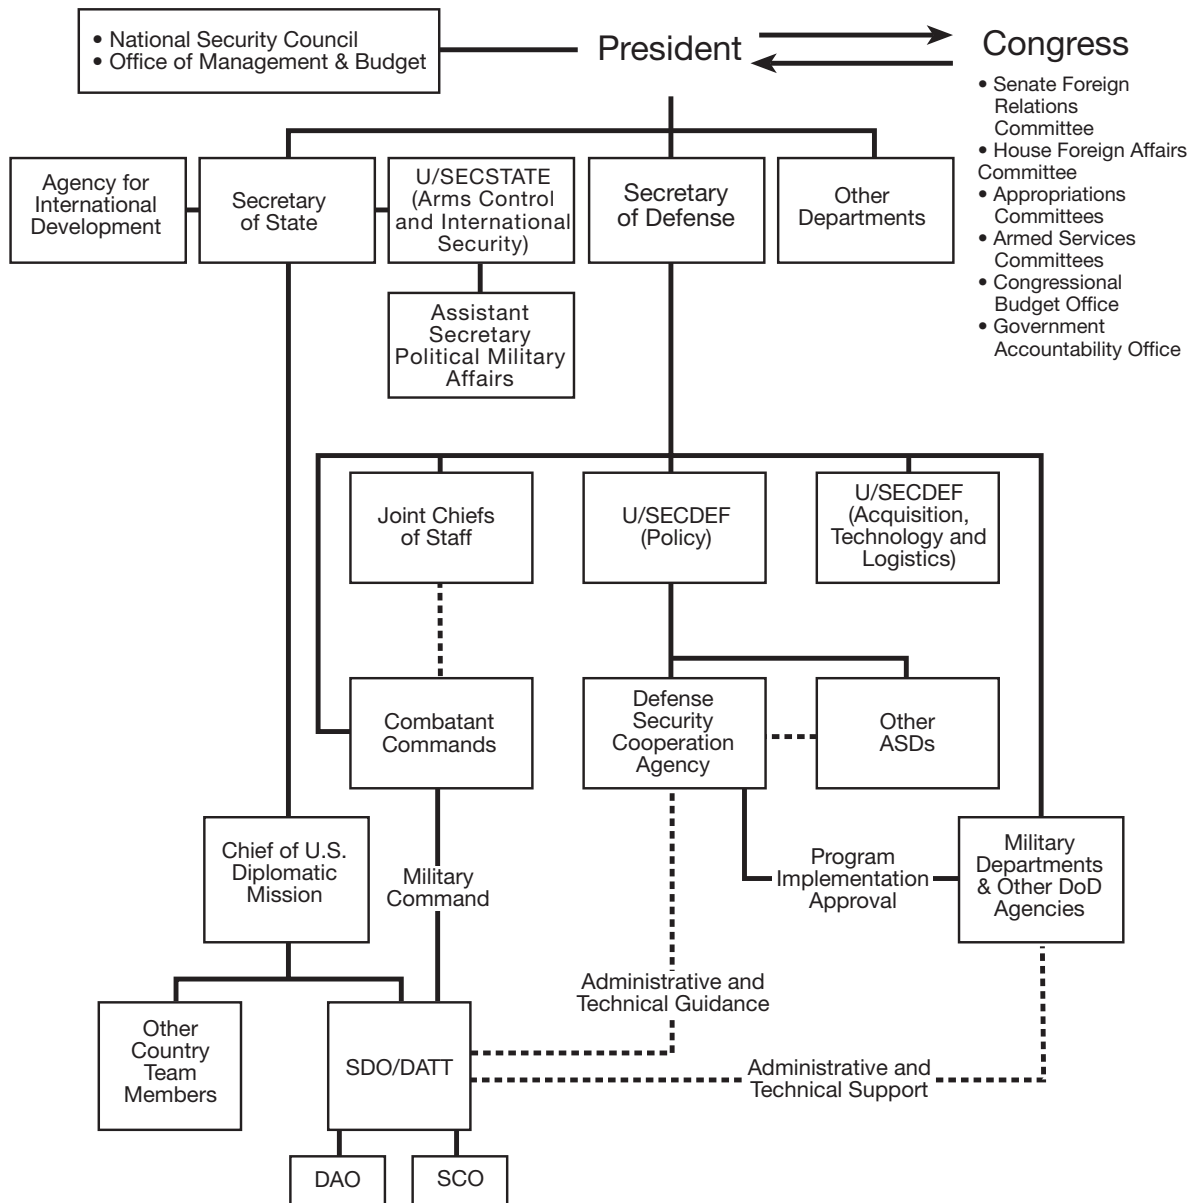 • National Security Council
• Office of Management & Budget
President
Congress
• Senate Foreign
Relations
Committee
• House Foreign Affairs
Committee
• Appropriations
Committees
• Armed Services
Committees
• Congressional
Budget Office
• Government
Accountability Office
Agency for
International
Development
Secretary
of State
U/SECSTATE
(Arms Control
and International
Security)
Secretary
of Defense
Other
Departments
Assistant
Secretary
Political Military
Affairs
Joint Chiefs
of Staff
U/SECDEF
(Policy)
U/SECDEF
(Acquisition,
Technology and
Logistics)
Combatant
Commands
Defense
Security
Cooperation
Agency
Other
ASDs
Chief of U.S.
Diplomatic
Mission
Military
Command
Program
Implementation
Approval
Military
Departments
& Other DoD
Agencies
Administrative and
Technical Guidance
Other
Country
Team
Members
SDO/DATT
Administrative and
Technical Support
DAO
SCO